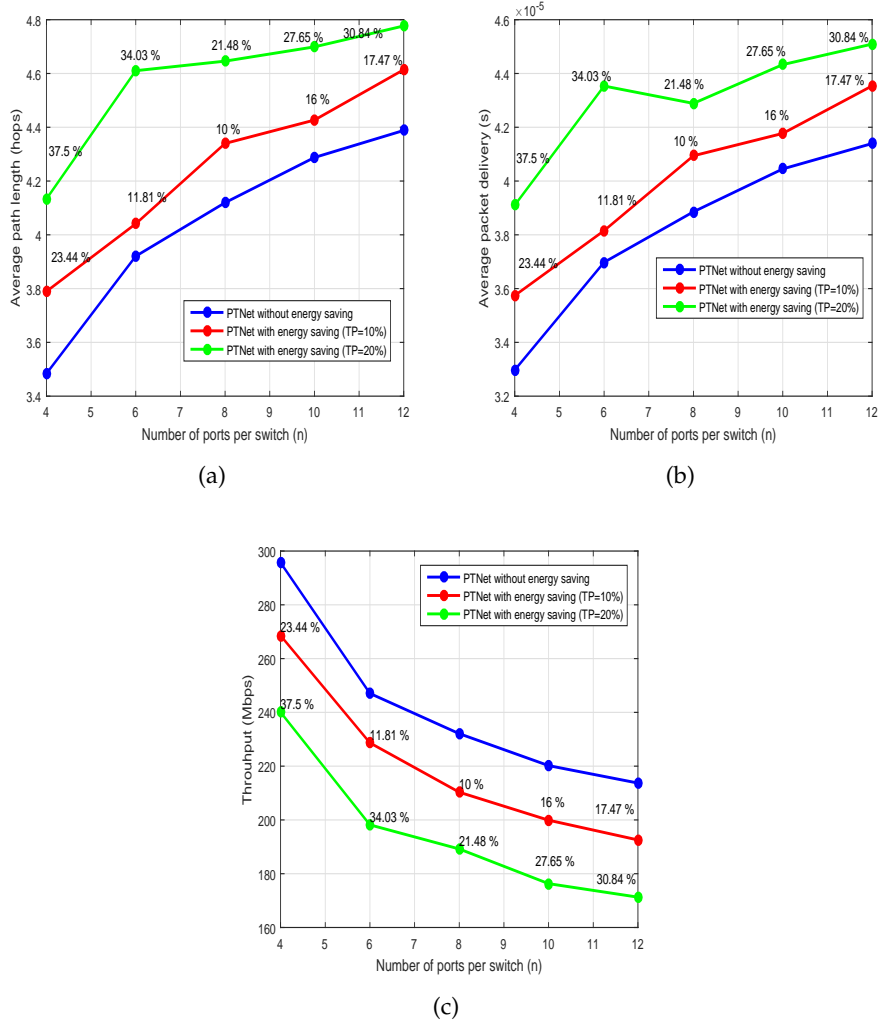 4.8
4.6
4.4
4.2
4
3.8
3.6
3.4
Average path length (hops)
34.03 %
21.48 %
27.65 %
30.84 %
17.47 %
37.5 %
10 %
16 %
11.81 %
23.44 %
PTNet without energy saving
PTNet with energy saving (TP=10%)
PTNet with energy saving (TP=20%)
4 5 6 7 8 9 10 11 12
Number of ports per switch (n)
(a)
×10-5
4.6
4.4
4.2
4
3.8
3.6
3.4
3.2
Average packet delivery (s)
30.84 %
27.65 %
34.03 %
21.48 %
17.47 %
37.5 %
10 %
16 %
11.81 %
23.44 %
PTNet without energy saving
PTNet with energy saving (TP=10%)
PTNet with energy saving (TP=20%)
4 5 6 7 8 9 10 11 12
Number of ports per switch (n)
(b)
300
280
260
240
220
200
180
160
Throuhput (Mbps)
PTNet without energy saving
PTNet with energy saving (TP=10%)
PTNet with energy saving (TP=20%)
23.44 %
37.5 %
11.81 %
10 %
16 %
17.47 %
34.03 %
21.48 %
27.65 %
30.84 %
4 5 6 7 8 9 10 11 12
Number of ports per switch (n)
(c)